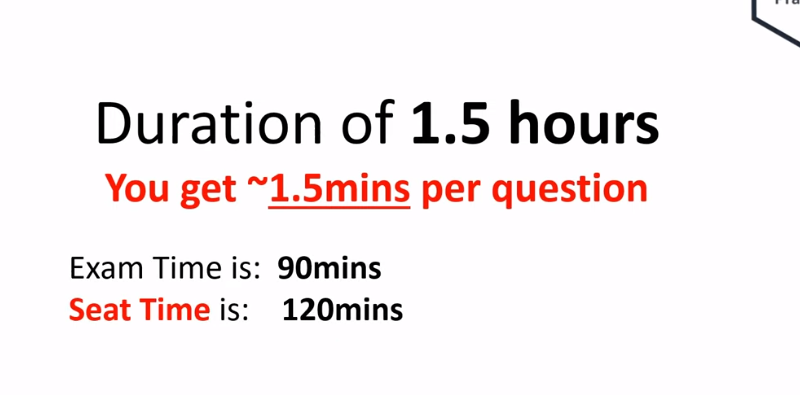 Duration of 1.5 hours
You get ~1.5mins per question
Exam Time is: 90mins
Seat Time is: 120mins